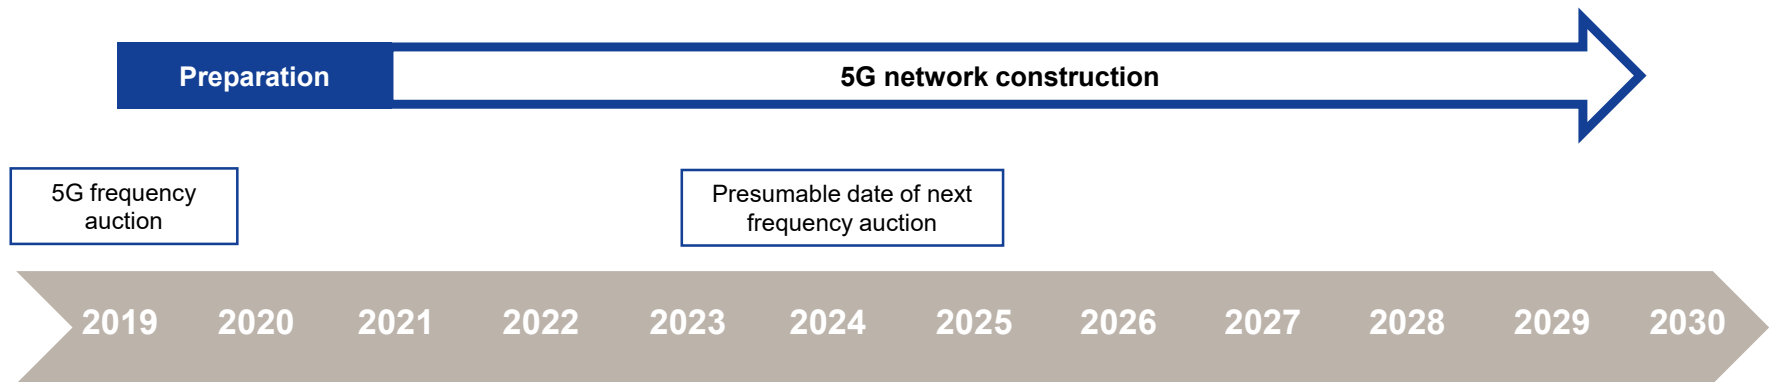 Preparation
5G network construction
5G frequency
auction
Presumable date of next
frequency auction
2019 2020 2021 2022 2023 2024 2025 2026 2027 2028 2029 2030